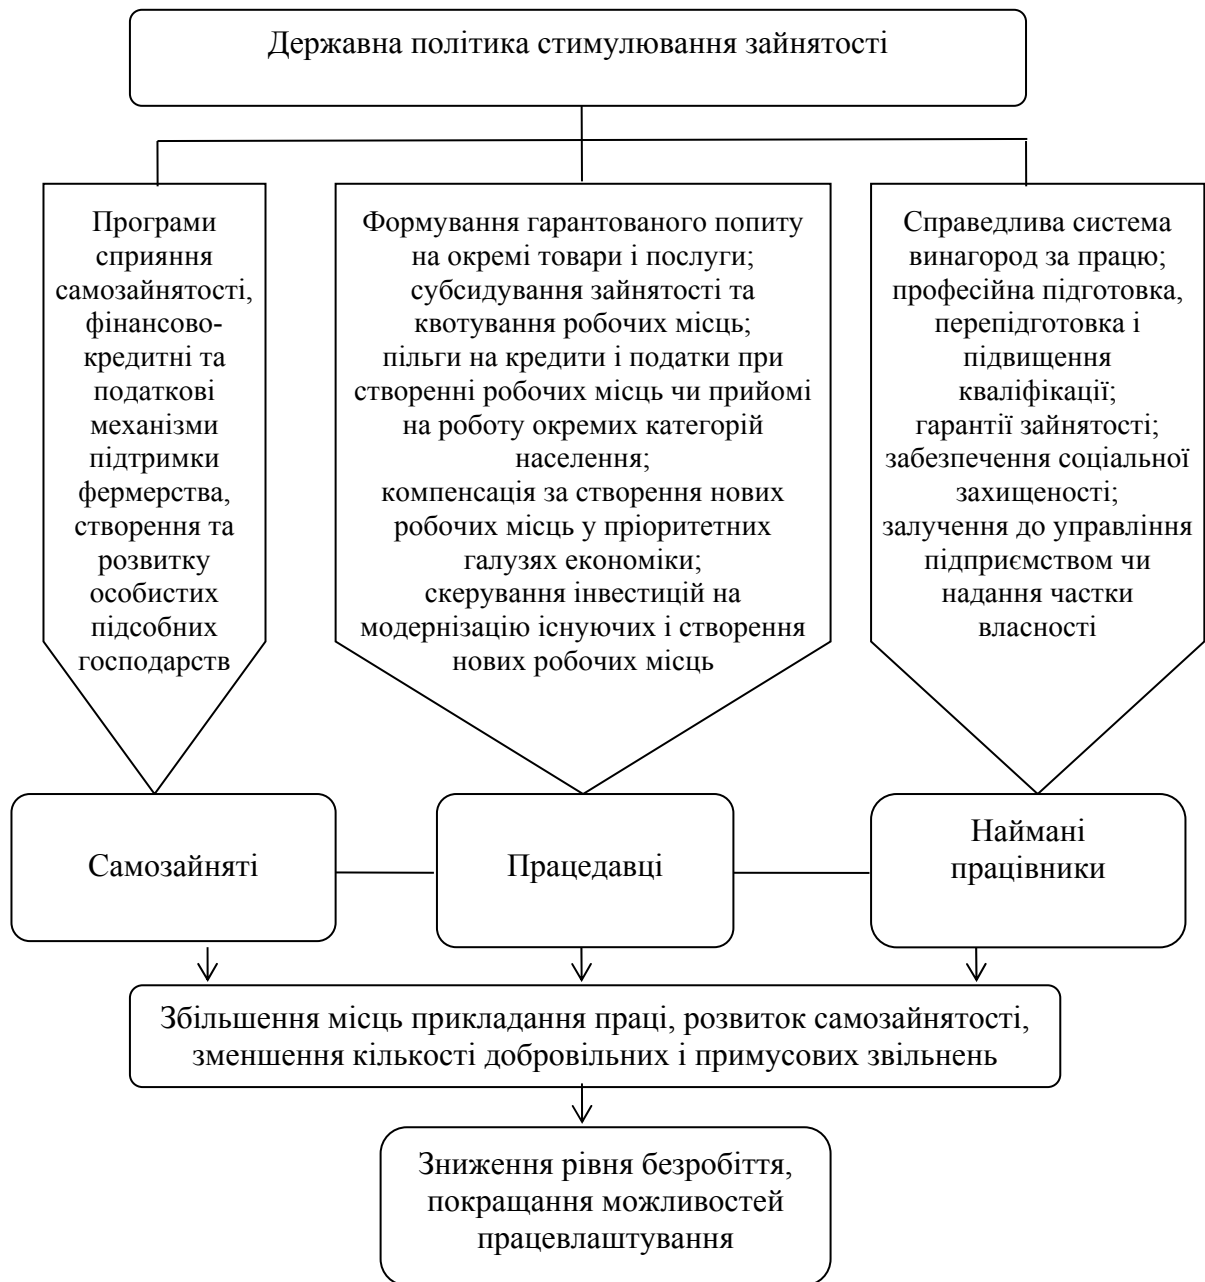 Державна політика стимулювання зайнятості
Програми
сприяння
самозайнятості,
фінансово-
кредитні та
податкові
механізми
підтримки
фермерства,
створення та
розвитку
особистих
підсобних
господарств
Формування гарантованого попиту
на окремі товари і послуги;
субсидування зайнятості та
квотування робочих місць;
пільги на кредити і податки при
створенні робочих місць чи прийомі
на роботу окремих категорій
населення;
компенсація за створення нових
робочих місць у пріоритетних
галузях економіки;
скерування інвестицій на
модернізацію існуючих і створення
нових робочих місць
Справедлива система
винагород за працю;
професійна підготовка,
перепідготовка і
підвищення
кваліфікації;
гарантії зайнятості;
забезпечення соціальної
захищеності;
залучення до управління
підприємством чи
надання частки
власності
Самозайняті
Працедавці
Наймані
працівники
Збільшення місць прикладання праці, розвиток самозайнятості,
зменшення кількості добровільних і примусових звільнень
Зниження рівня безробіття,
покращання можливостей
працевлаштування